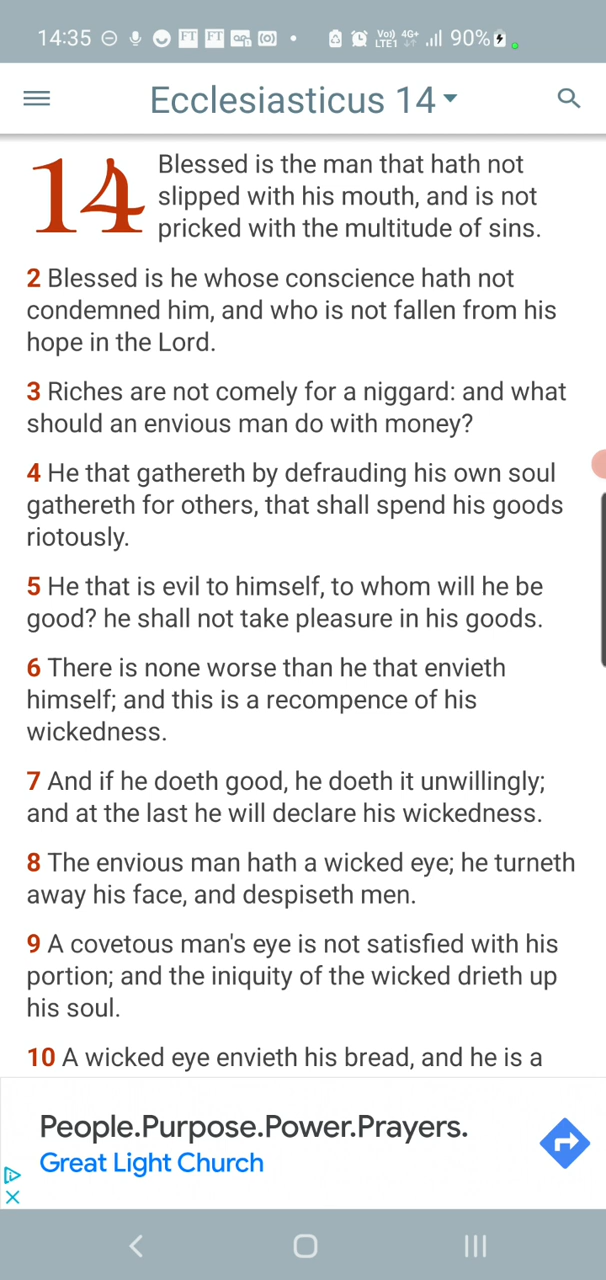 14:35 FT FT Vo)) LTE1 4G+ 90%
Ecclesiasticus 14
14 Blessed is the man that hath not
slipped with his mouth, and is not
pricked with the multitude of sins.
2 Blessed is he whose conscience hath not
condemned him, and who is not fallen from his
hope in the Lord.
3 Riches are not comely for a niggard: and what
should an envious man do with money?
4 He that gathereth by defrauding his own soul
gathereth for others, that shall spend his goods
riotously.
5 He that is evil to himself, to whom will he be
good? he shall not take pleasure in his goods.
6 There is none worse than he that envieth
himself; and this is a recompence of his
wickedness.
7 And if he doeth good, he doeth it unwillingly;
and at the last he will declare his wickedness.
8 The envious man hath a wicked eye; he turneth
away his face, and despiseth men.
9 A covetous man's eye is not satisfied with his
portion; and the iniquity of the wicked drieth up
his soul.
10 A wicked eye envieth his bread, and he is a
People.Purpose.Power.Prayers.
Great Light Church